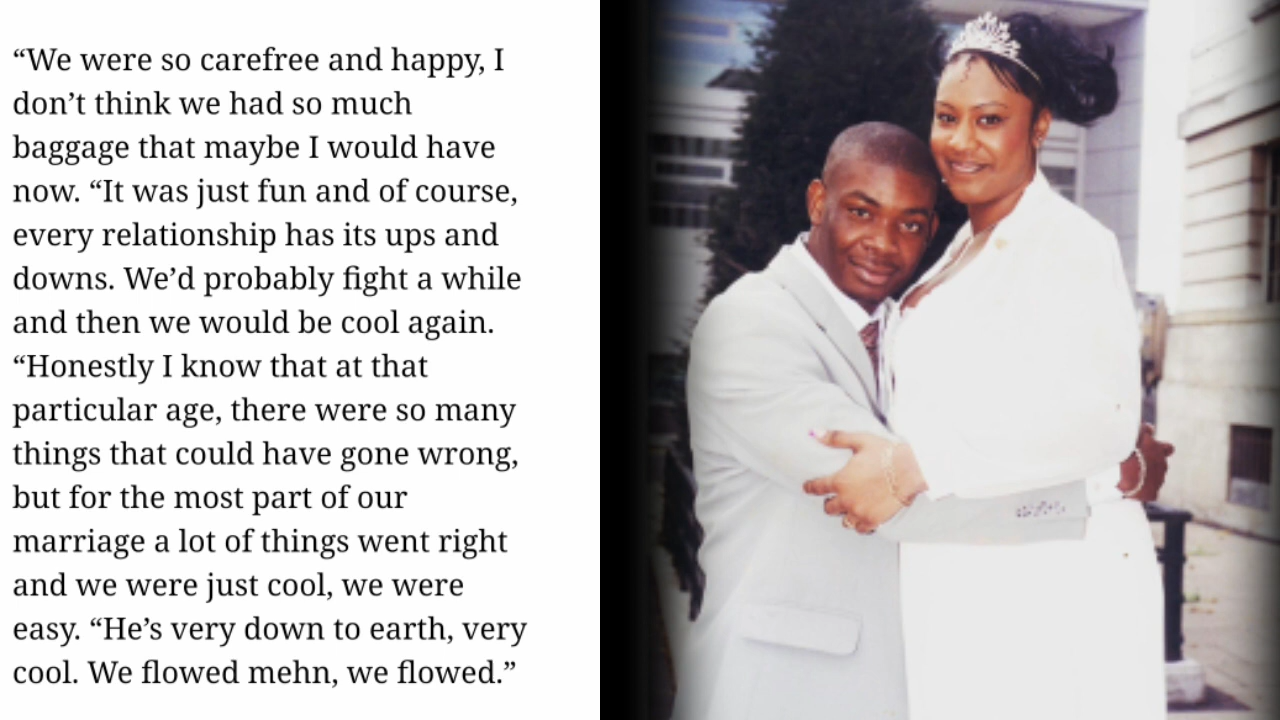 “We were so carefree and happy, I
don’t think we had so much
baggage that maybe I would have
now. “It was just fun and of course,
every relationship has its ups and
downs. We’d probably fight a while
and then we would be cool again.
“Honestly I know that at that
particular age, there were so many
things that could have gone wrong,
but for the most part of our
marriage a lot of things went right
and we were just cool, we were
easy. “He’s very down to earth, very
cool. We flowed mehn, we flowed.”